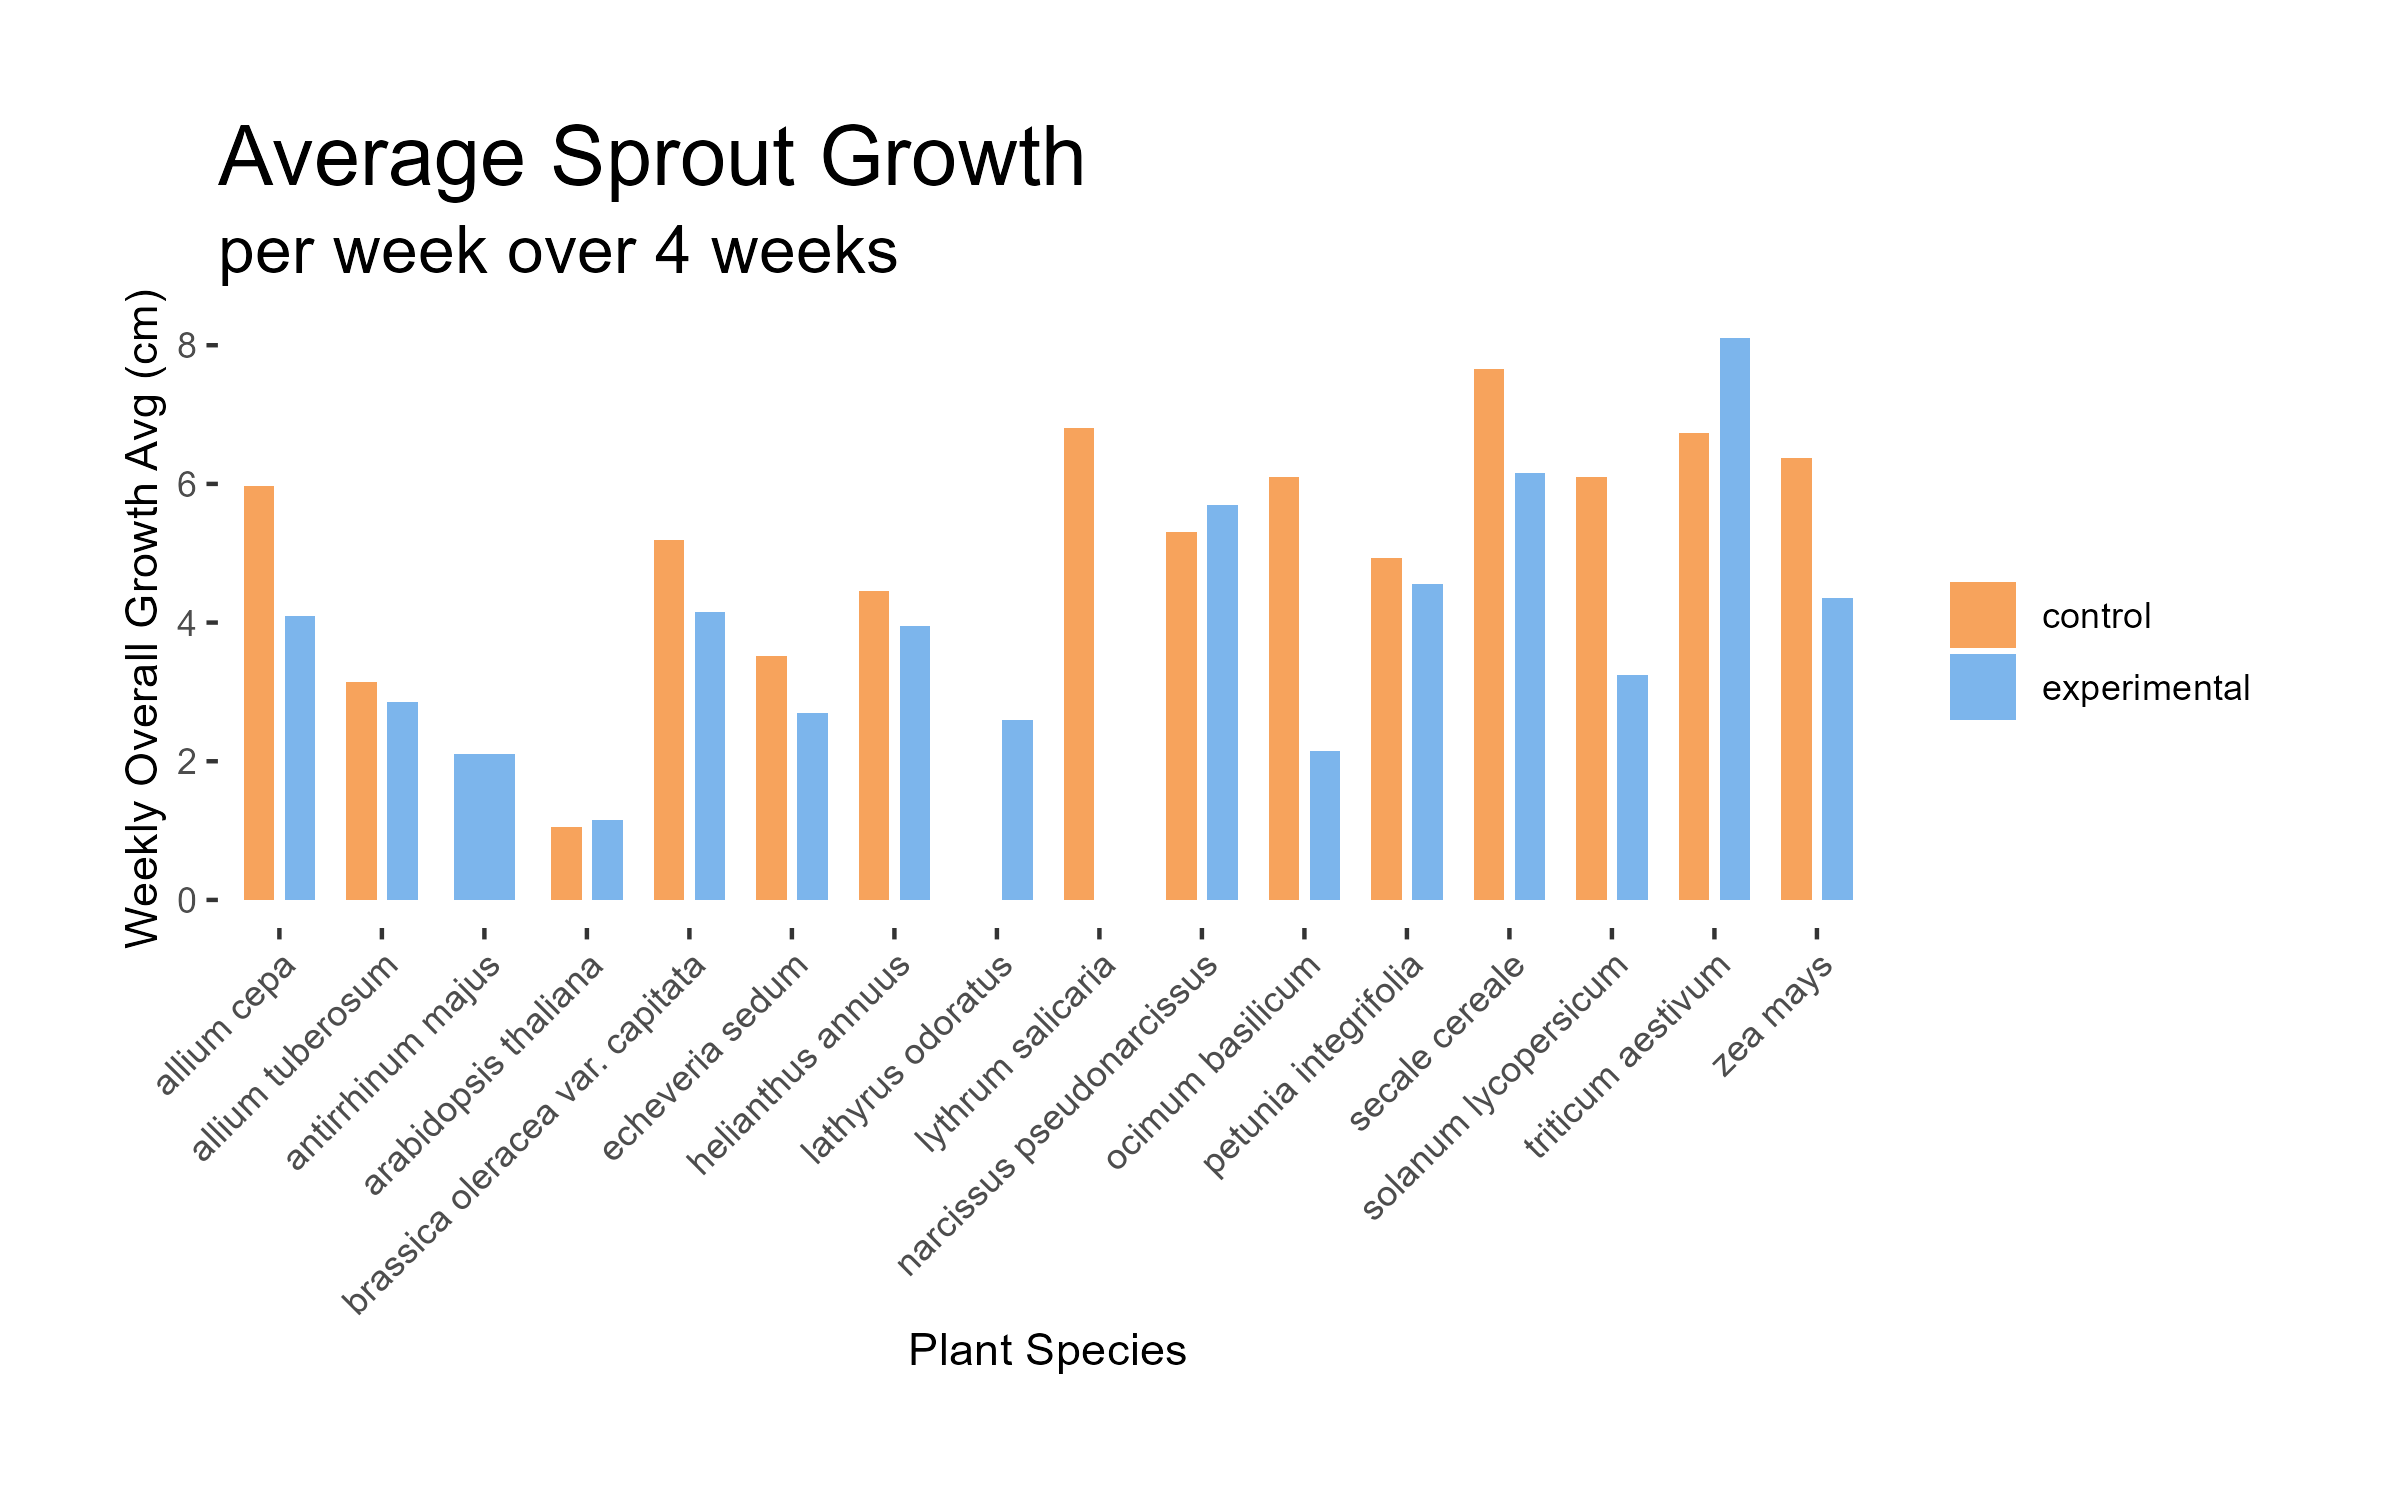 Average Sprout Growth
per week over 4 weeks
Weekly Overall Growth Avg (cm)
8
6
4
2
0
control
experimental
allium cepa
allium tuberosum
antirrhinum majus
arabidopsis thaliana
brassica oleracea var. capitata
echeveria sedum
helianthus annuus
lathyrus odoratus
lythrum salicaria
narcissus pseudonarcissus
ocimum basilicum
petunia integrifolia
secale cereale
solanum lycopersicum
triticum aestivum
zea mays
Plant Species